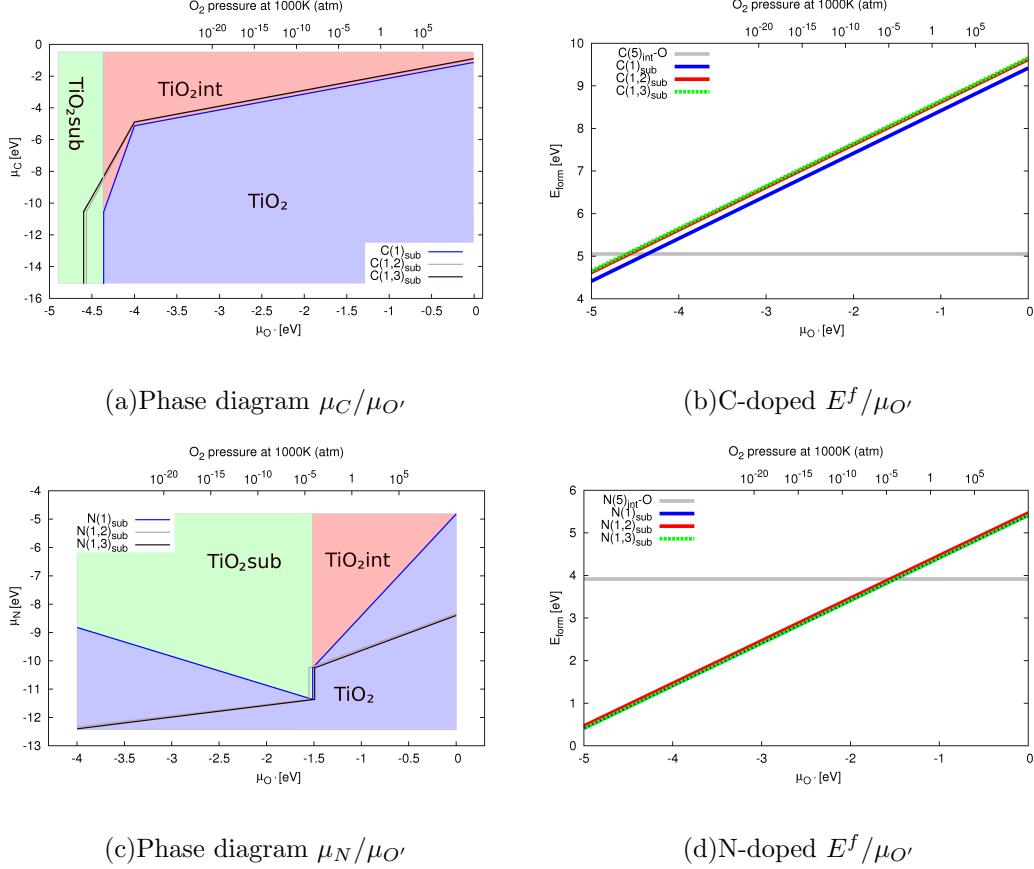 O₂ pressure at 1000K (atm)
10⁻²⁰ 10⁻¹⁵ 10⁻¹⁰ 10⁻⁵ 1 10⁵
0
-2
-4
-6
-8
-10
-12
-14
-16
μC [eV]
TiO₂sub
TiO₂int
TiO₂
C(1)sub
C(1,2)sub
C(1,3)sub
-5 -4.5 -4 -3.5 -3 -2.5 -2 -1.5 -1 -0.5 0
μO' [eV]
(a)Phase diagram μC/μO′
O₂ pressure at 1000K (atm)
10⁻²⁰ 10⁻¹⁵ 10⁻¹⁰ 10⁻⁵ 1 10⁵
10
9
8
7
6
5
4
Eform [eV]
C(5)int-O
C(1)sub
C(1,2)sub
C(1,3)sub
-5 -4 -3 -2 -1 0
μO' [eV]
(b)C-doped Eᶠ/μO′
O₂ pressure at 1000K (atm)
10⁻²⁰ 10⁻¹⁵ 10⁻¹⁰ 10⁻⁵ 1 10⁵
-4
-5
-6
-7
-8
-9
-10
-11
-12
-13
μN [eV]
N(1)sub
N(1,2)sub
N(1,3)sub
TiO₂sub
TiO₂int
TiO₂
-4 -3.5 -3 -2.5 -2 -1.5 -1 -0.5 0
μO' [eV]
(c)Phase diagram μN/μO′
O₂ pressure at 1000K (atm)
10⁻²⁰ 10⁻¹⁵ 10⁻¹⁰ 10⁻⁵ 1 10⁵
6
5
4
3
2
1
0
Eform [eV]
N(5)int-O
N(1)sub
N(1,2)sub
N(1,3)sub
-5 -4 -3 -2 -1 0
μO' [eV]
(d)N-doped Eᶠ/μO′